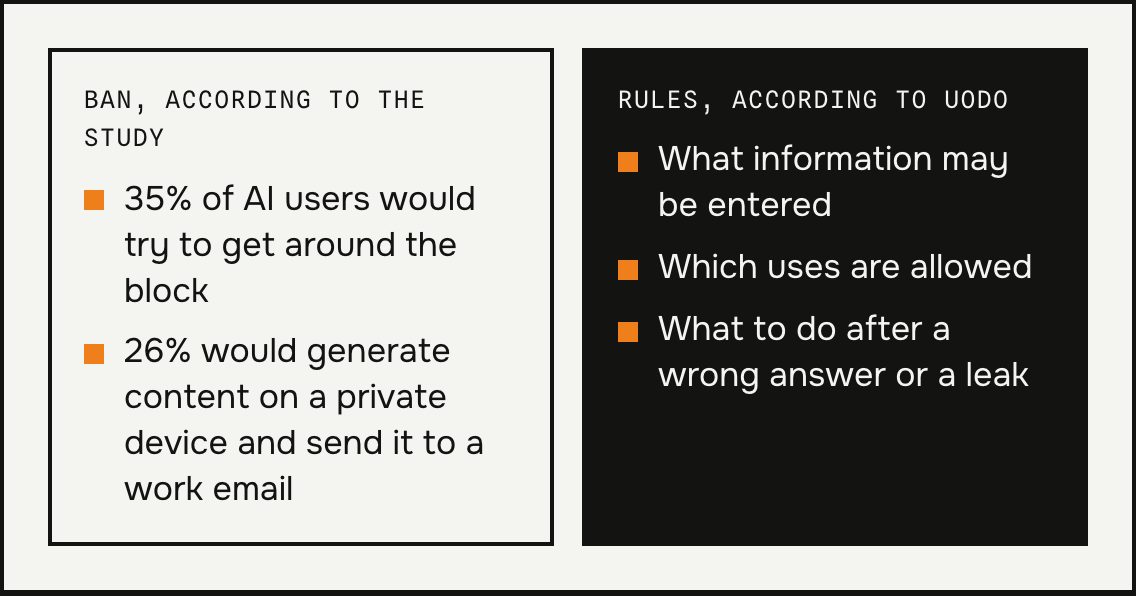 BAN, ACCORDING TO THE
STUDY
35% of AI users would
try to get around the
block
26% would generate
content on a private
device and send it to a
work email
RULES, ACCORDING TO UODO
What information may
be entered
Which uses are allowed
What to do after a
wrong answer or a leak